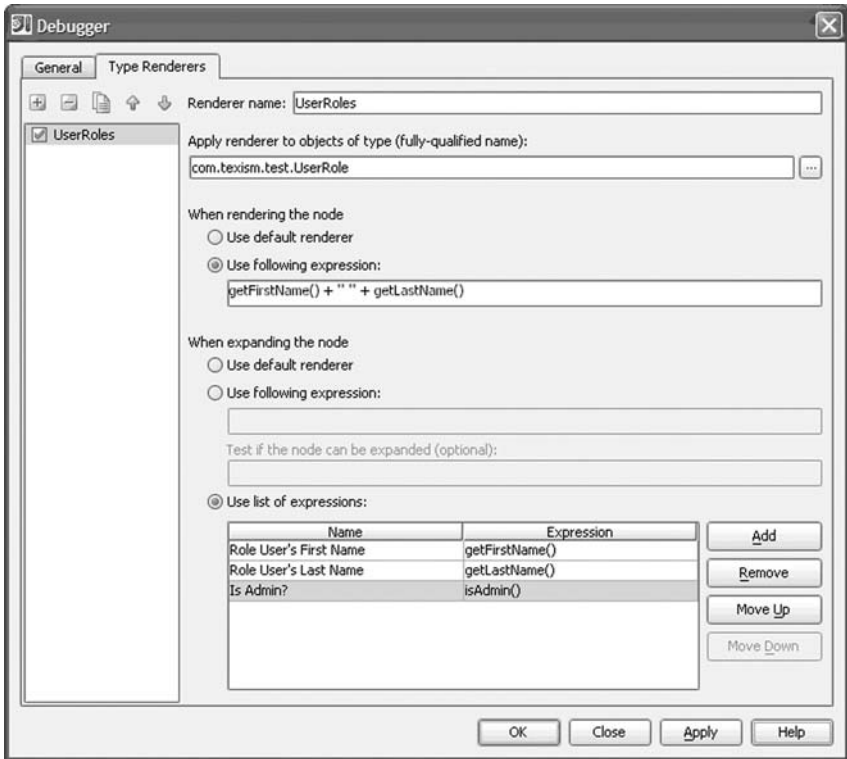 Debugger
General
Type Renderers
Renderer name: UserRoles
UserRoles
Apply renderer to objects of type (fully-qualified name):
com.texism.test.UserRole
...
When rendering the node
Use default renderer
Use following expression:
getFirstName() + " " + getLastName()
When expanding the node
Use default renderer
Use following expression:
Test if the node can be expanded (optional):
Use list of expressions:
Name Expression
Role User's First Name getFirstName()
Role User's Last Name getLastName()
Is Admin? isAdmin()
Add
Remove
Move Up
Move Down
OK Close Apply Help